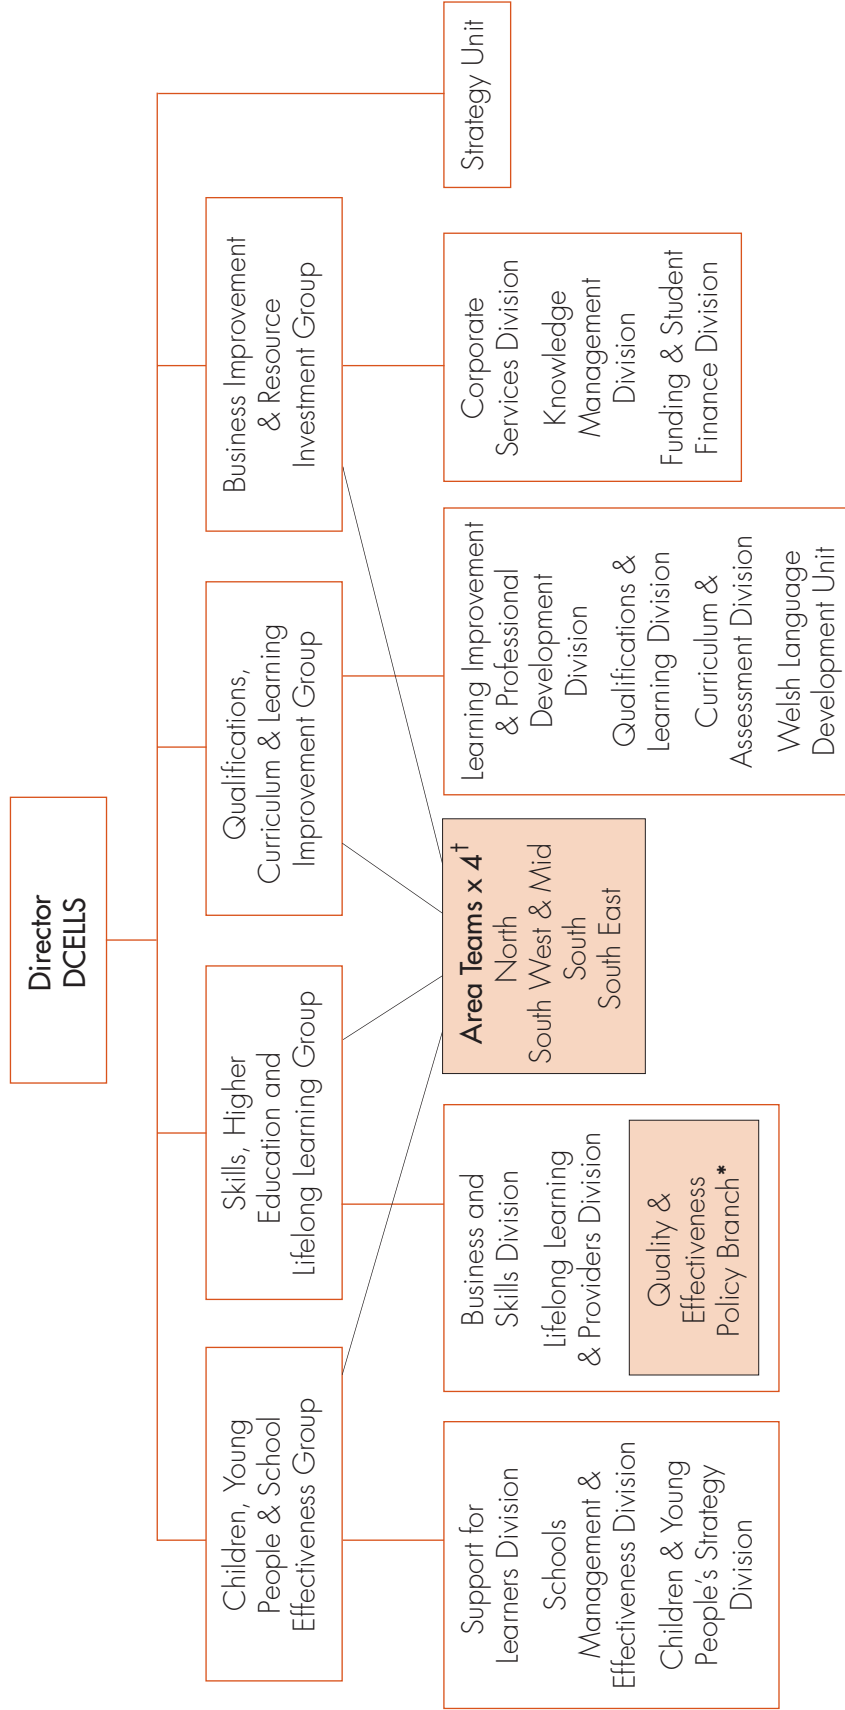 Director
DCELLS
Children, Young
People & School
Effectiveness Group
Skills, Higher
Education and
Lifelong Learning Group
Qualifications,
Curriculum & Learning
Improvement Group
Business Improvement
& Resource
Investment Group
Support for
Learners Division
Schools
Management &
Effectiveness Division
Children & Young
People’s Strategy
Division
Business and
Skills Division
Lifelong Learning
& Providers Division
Quality &
Effectiveness
Policy Branch*
Area Teams x 4†
North
South West & Mid
South
South East
Learning Improvement
& Professional
Development
Division
Qualifications &
Learning Division
Curriculum &
Assessment Division
Welsh Language
Development Unit
Corporate
Services Division
Knowledge
Management
Division
Funding & Student
Finance Division
Strategy Unit